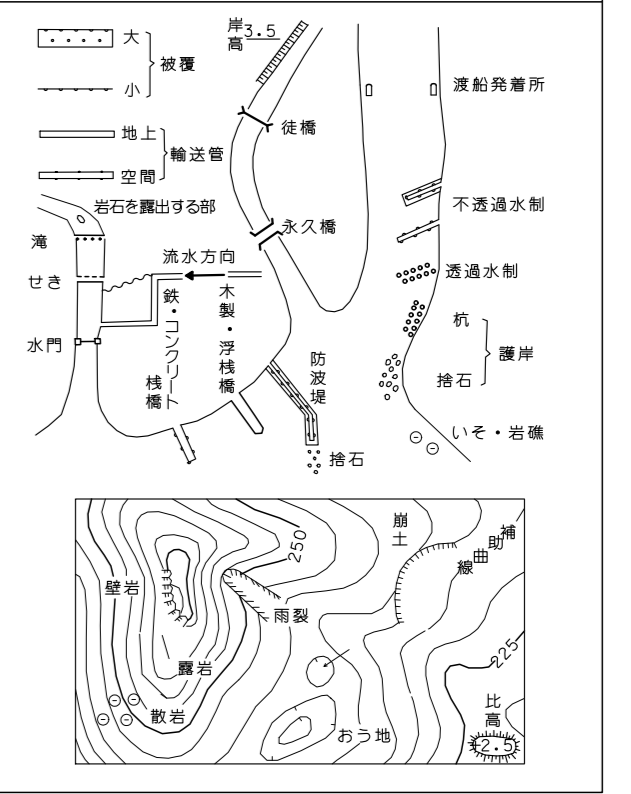 岸高
3.5
大
小
被覆
地上
空間
輸送管
岩石を露出する部
滝
せき
水門
流水方向
徒橋
永久橋
鉄・コンクリート桟橋
木製・浮桟橋
防波堤
捨石
渡船発着所
不透過水制
透過水制
杭
捨石
護岸
いそ・岩礁
崩土
補助曲線
250
壁岩
雨裂
露岩
散岩
おう地
225
比高
+2.5